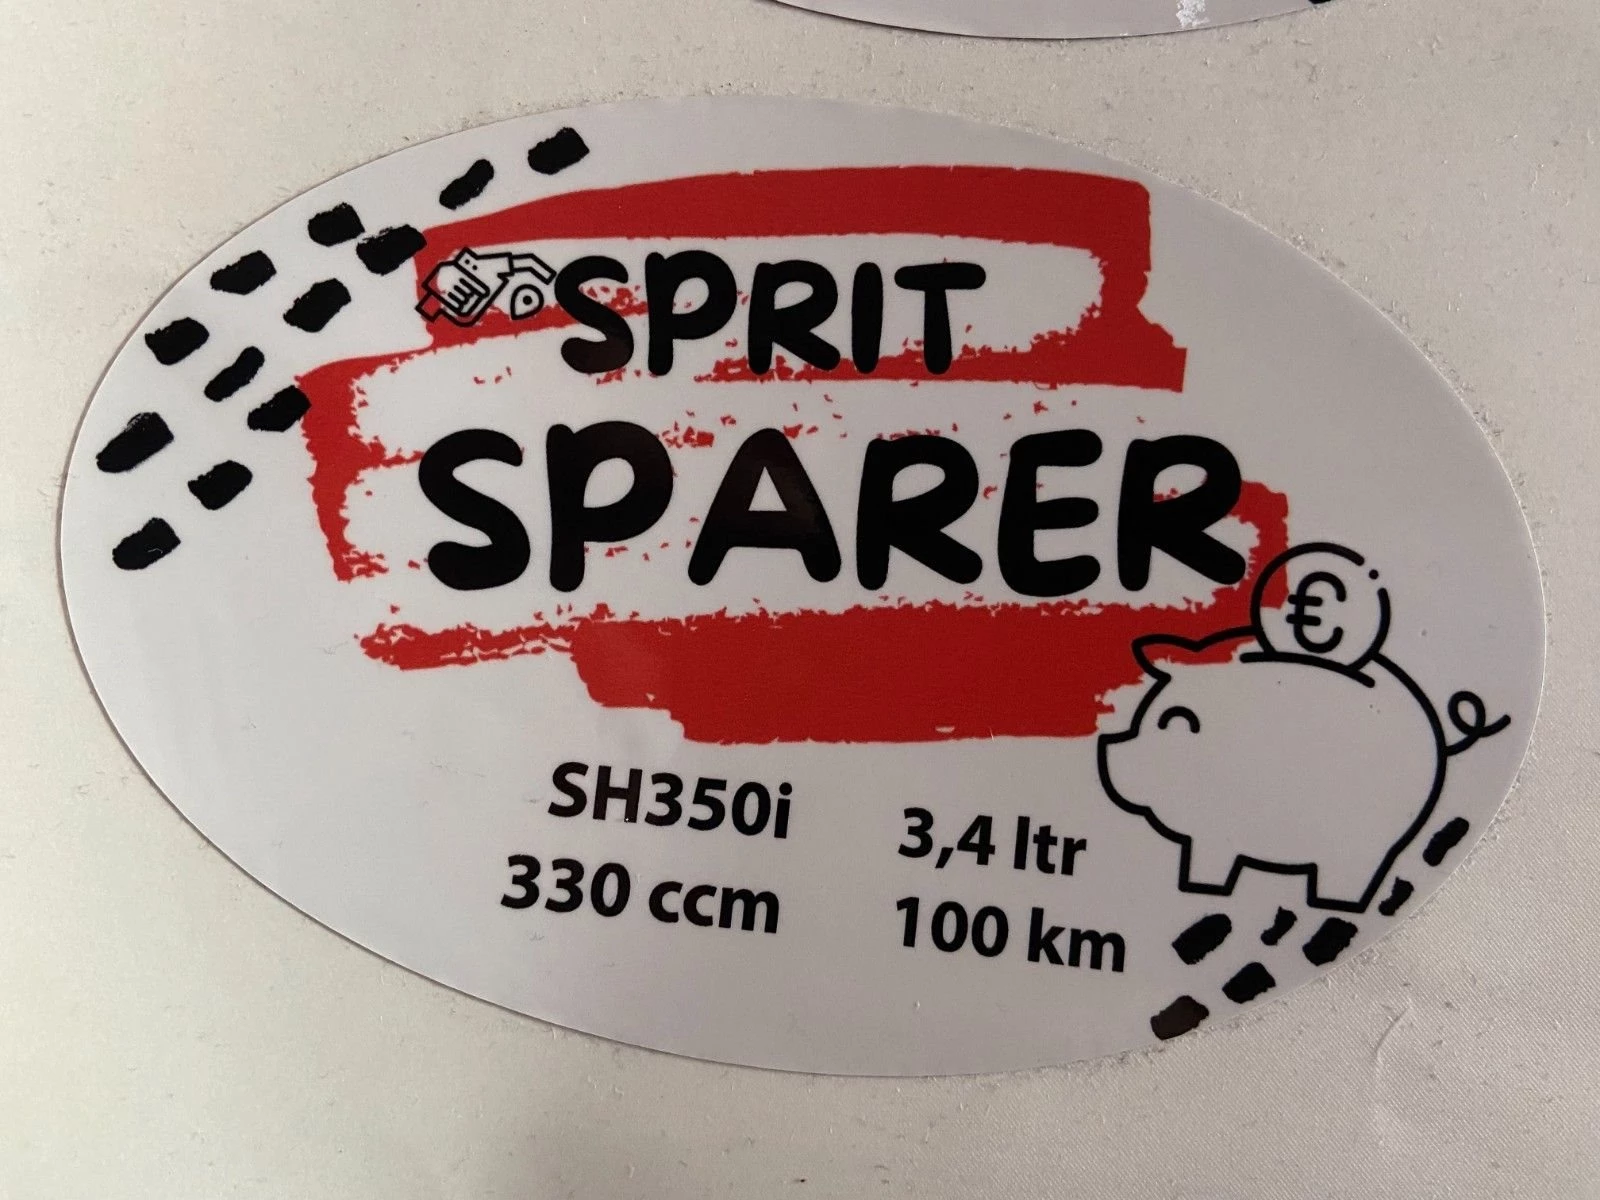 SPRIT
SPARER
€
SH350i
330 ccm
3,4 ltr
100 km